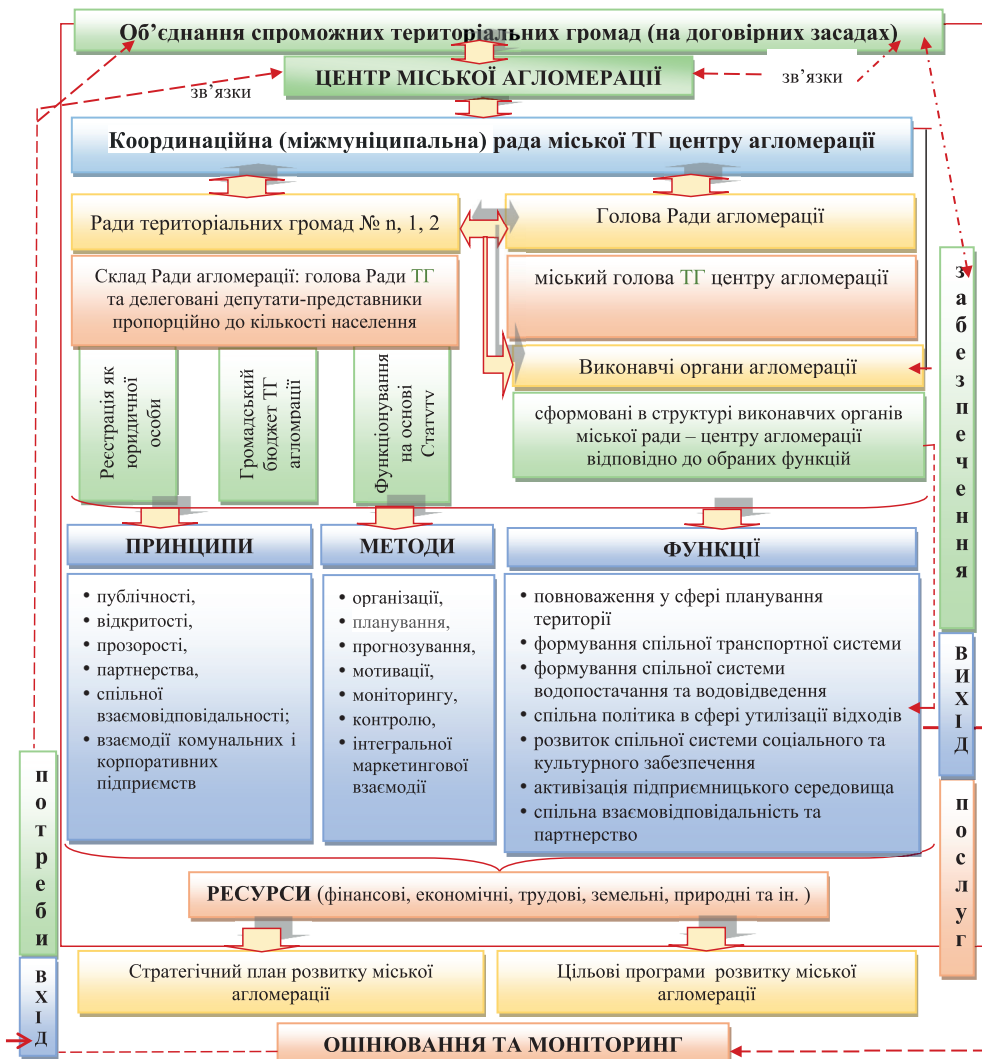 Об’єднання спроможних територіальних громад (на договірних засадах)
ЦЕНТР МІСЬКОЇ АГЛОМЕРАЦІЇ
зв’язки
зв’язки
Координаційна (міжмуніципальна) рада міської ТГ центру агломерації
Ради територіальних громад № n, 1, 2
Голова Ради агломерації
Склад Ради агломерації: голова Ради ТГ
та делеговані депутати-представники
пропорційно до кількості населення
міський голова ТГ центру агломерації
Виконавчі органи агломерації
сформовані в структурі виконавчих органів
міської ради – центру агломерації
відповідно до обраних функцій
Реєстрація як
юридичної
особи
Громадський
бюджет ТГ
агломрації
Функціонування
на основі
Статуту
ПРИНЦИПИ
МЕТОДИ
ФУНКЦІЇ
• публічності,
• відкритості,
• прозорості,
• партнерства,
• спільної
взаємовідповідальності;
• взаємодії комунальних і
корпоративних
підприємств
• організації,
• планування,
• прогнозування,
• мотивації,
• моніторингу,
• контролю,
• інтегральної
маркетингової
взаємодії
• повноваження у сфері планування
території
• формування спільної транспортної системи
• формування спільної системи
водопостачання та водовідведення
• спільна політика в сфері утилізації відходів
• розвиток спільної системи соціального та
культурного забезпечення
• активізація підприємницького середовища
• спільна взаємовідповідальність та
партнерство
забезпечення
ВИХІД
послуг
потреби
ВХІД
РЕСУРСИ (фінансові, економічні, трудові, земельні, природні та ін. )
Стратегічний план розвитку міської
агломерації
Цільові програми розвитку міської
агломерації
ОШНЮВАННЯ ТА МОНІТОРИНГ